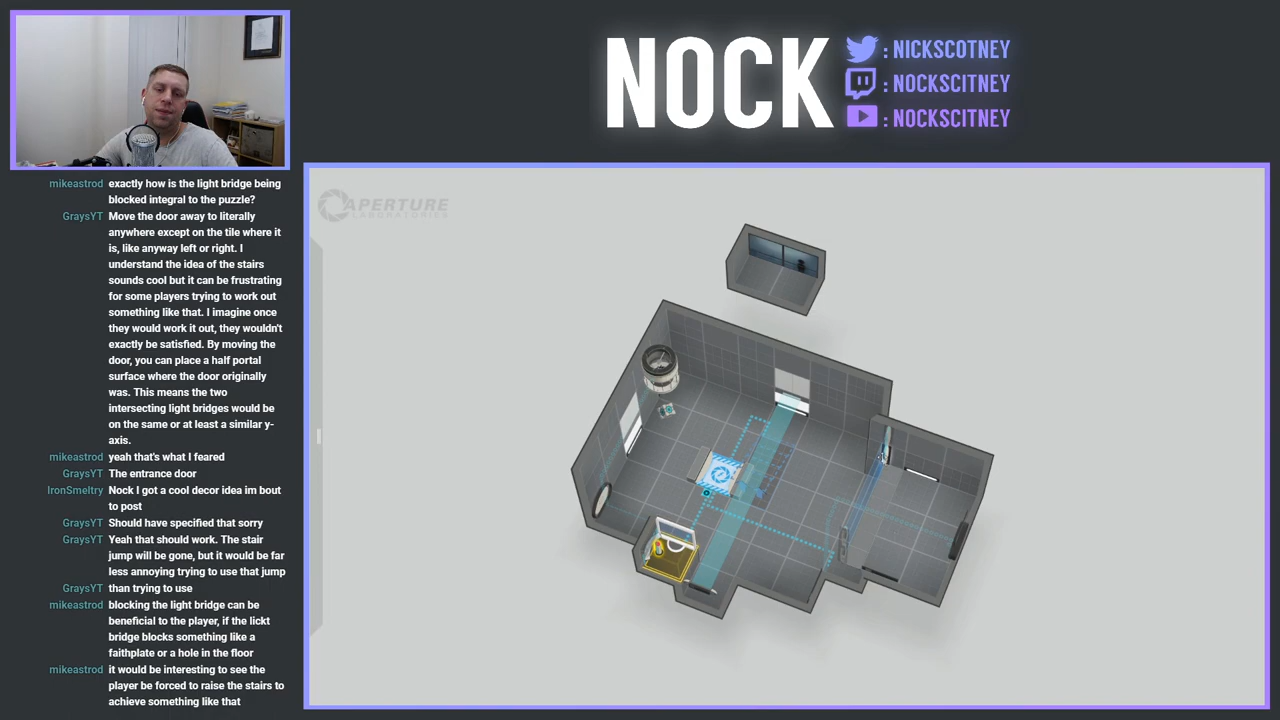 NOCK
: NICKSCOTNEY
: NOCKSCITNEY
: NOCKSCITNEY
mikeastrod exactly how is the light bridge being
blocked integral to the puzzle?
GraysYT Move the door away to literally
anywhere except on the tile where it
is, like anyway left or right. I
understand the idea of the stairs
sounds cool but it can be frustrating
for some players trying to work out
something like that. I imagine once
they would work it out, they wouldn't
exactly be satisfied. By moving the
door, you can place a half portal
surface where the door originally
was. This means the two
intersecting light bridges would be
on the same or at least a similar y-
axis.
mikeastrod yeah that's what I feared
GraysYT The entrance door
IronSmeltry Nock I got a cool decor idea im bout
to post
GraysYT Should have specified that sorry
GraysYT Yeah that should work. The stair
jump will be gone, but it would be far
less annoying trying to use that jump
GraysYT than trying to use
mikeastrod blocking the light bridge can be
beneficial to the player, if the lickt
bridge blocks something like a
faithplate or a hole in the floor
mikeastrod it would be interesting to see the
player be forced to raise the stairs to
achieve something like that
APERTURE
LABORATORIES